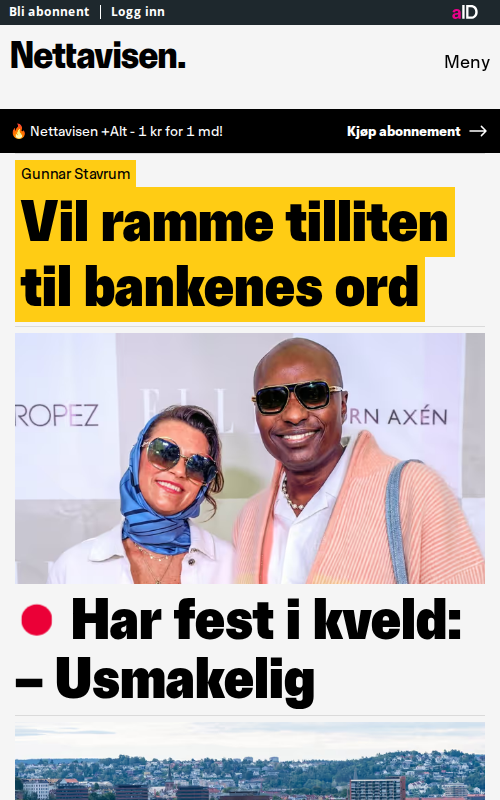 Bli abonnent | Logg inn
aID
Nettavisen.
Meny
🔥 Nettavisen +Alt - 1 kr for 1 md!
Kjøp abonnement →
Gunnar Stavrum
Vil ramme tilliten
til bankenes ord
ROPEZ
ELL
RN AXÉN
Har fest i kveld:
– Usmakelig